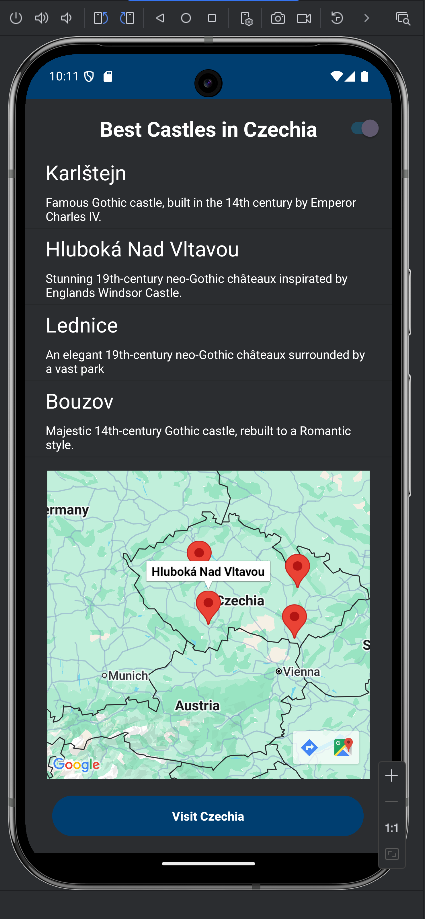 10:11
Best Castles in Czechia
Karlštejn
Famous Gothic castle, built in the 14th century by Emperor
Charles IV.
Hluboká Nad Vltavou
Stunning 19th-century neo-Gothic châteaux inspirated by
Englands Windsor Castle.
Lednice
An elegant 19th-century neo-Gothic châteaux surrounded by
a vast park
Bouzov
Majestic 14th-century Gothic castle, rebuilt to a Romantic
style.
ermany
Hluboká Nad Vltavou
Czechia
S
Munich
Vienna
Austria
Google
Visit Czechia
1:1